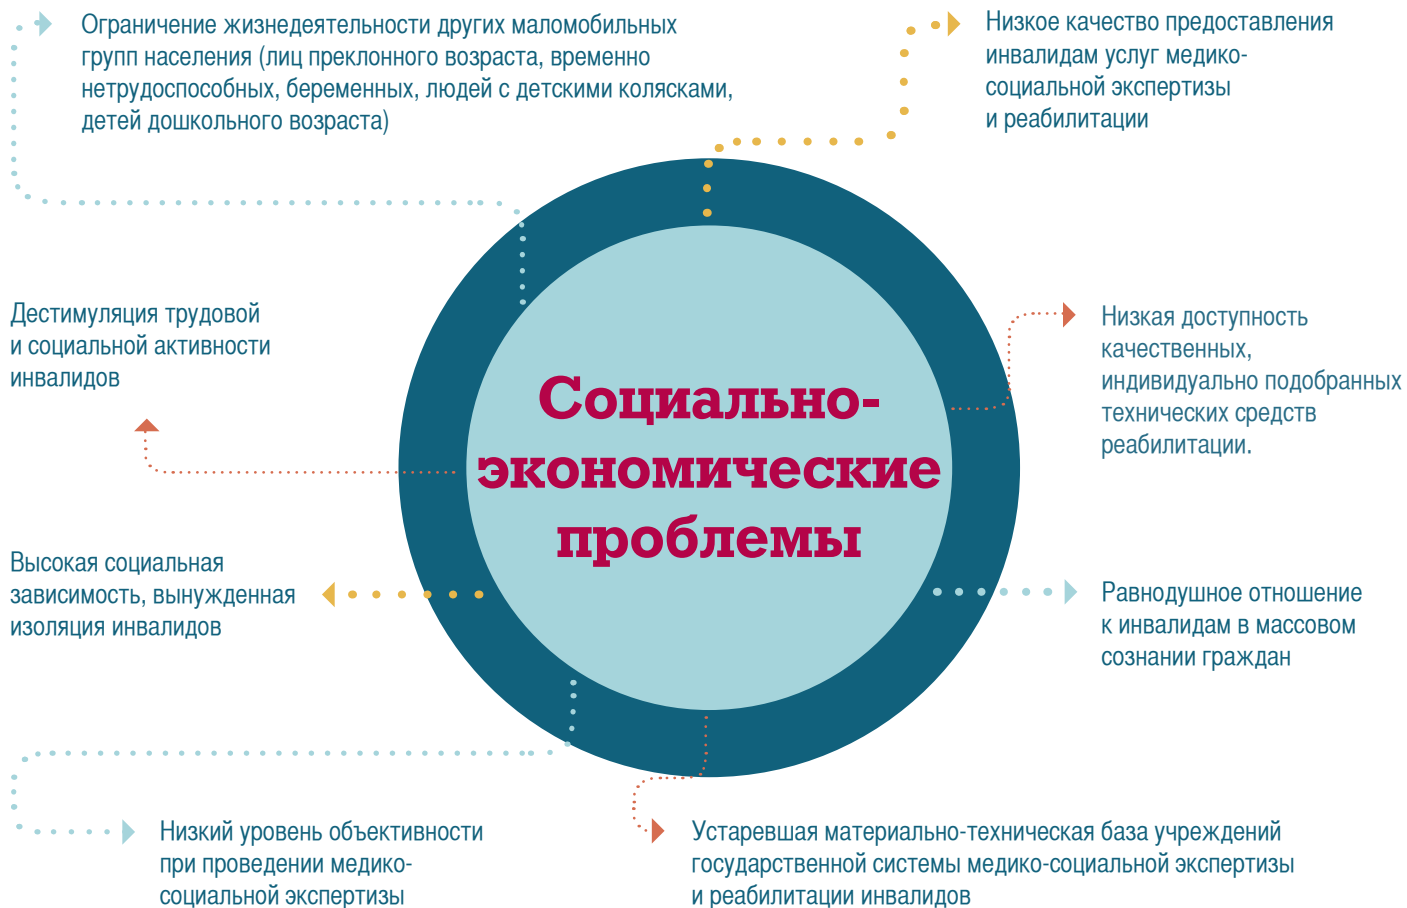 Ограничение жизнедеятельности других маломобильных
групп населения (лиц преклонного возраста, временно
нетрудоспособных, беременных, людей с детскими колясками,
детей дошкольного возраста)
Низкое качество предоставления
инвалидам услуг медико-
социальной экспертизы
и реабилитации
Дестимуляция трудовой
и социальной активности
инвалидов
Низкая доступность
качественных,
индивидуально подобранных
технических средств
реабилитации.
Социально-
экономические
проблемы
Высокая социальная
зависимость, вынужденная
изоляция инвалидов
Равнодушное отношение
к инвалидам в массовом
сознании граждан
Низкий уровень объективности
при проведении медико-
социальной экспертизы
Устаревшая материально-техническая база учреждений
государственной системы медико-социальной экспертизы
и реабилитации инвалидов